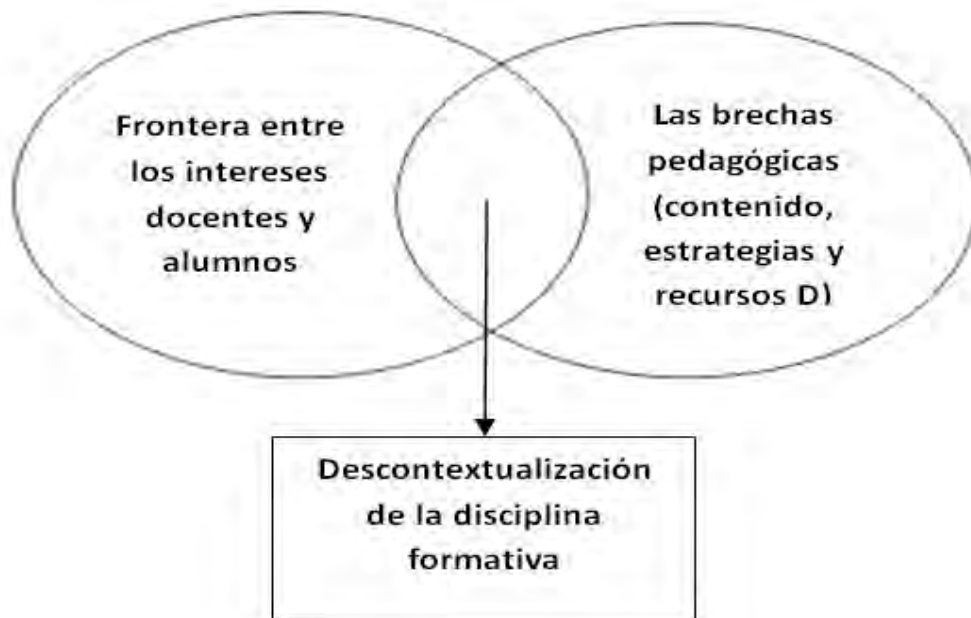 Frontera entre
los intereses
docentes y
alumnos
Las brechas
pedagógicas
(contenido,
estrategias y
recursos D)
Descontextualización
de la disciplina
formativa